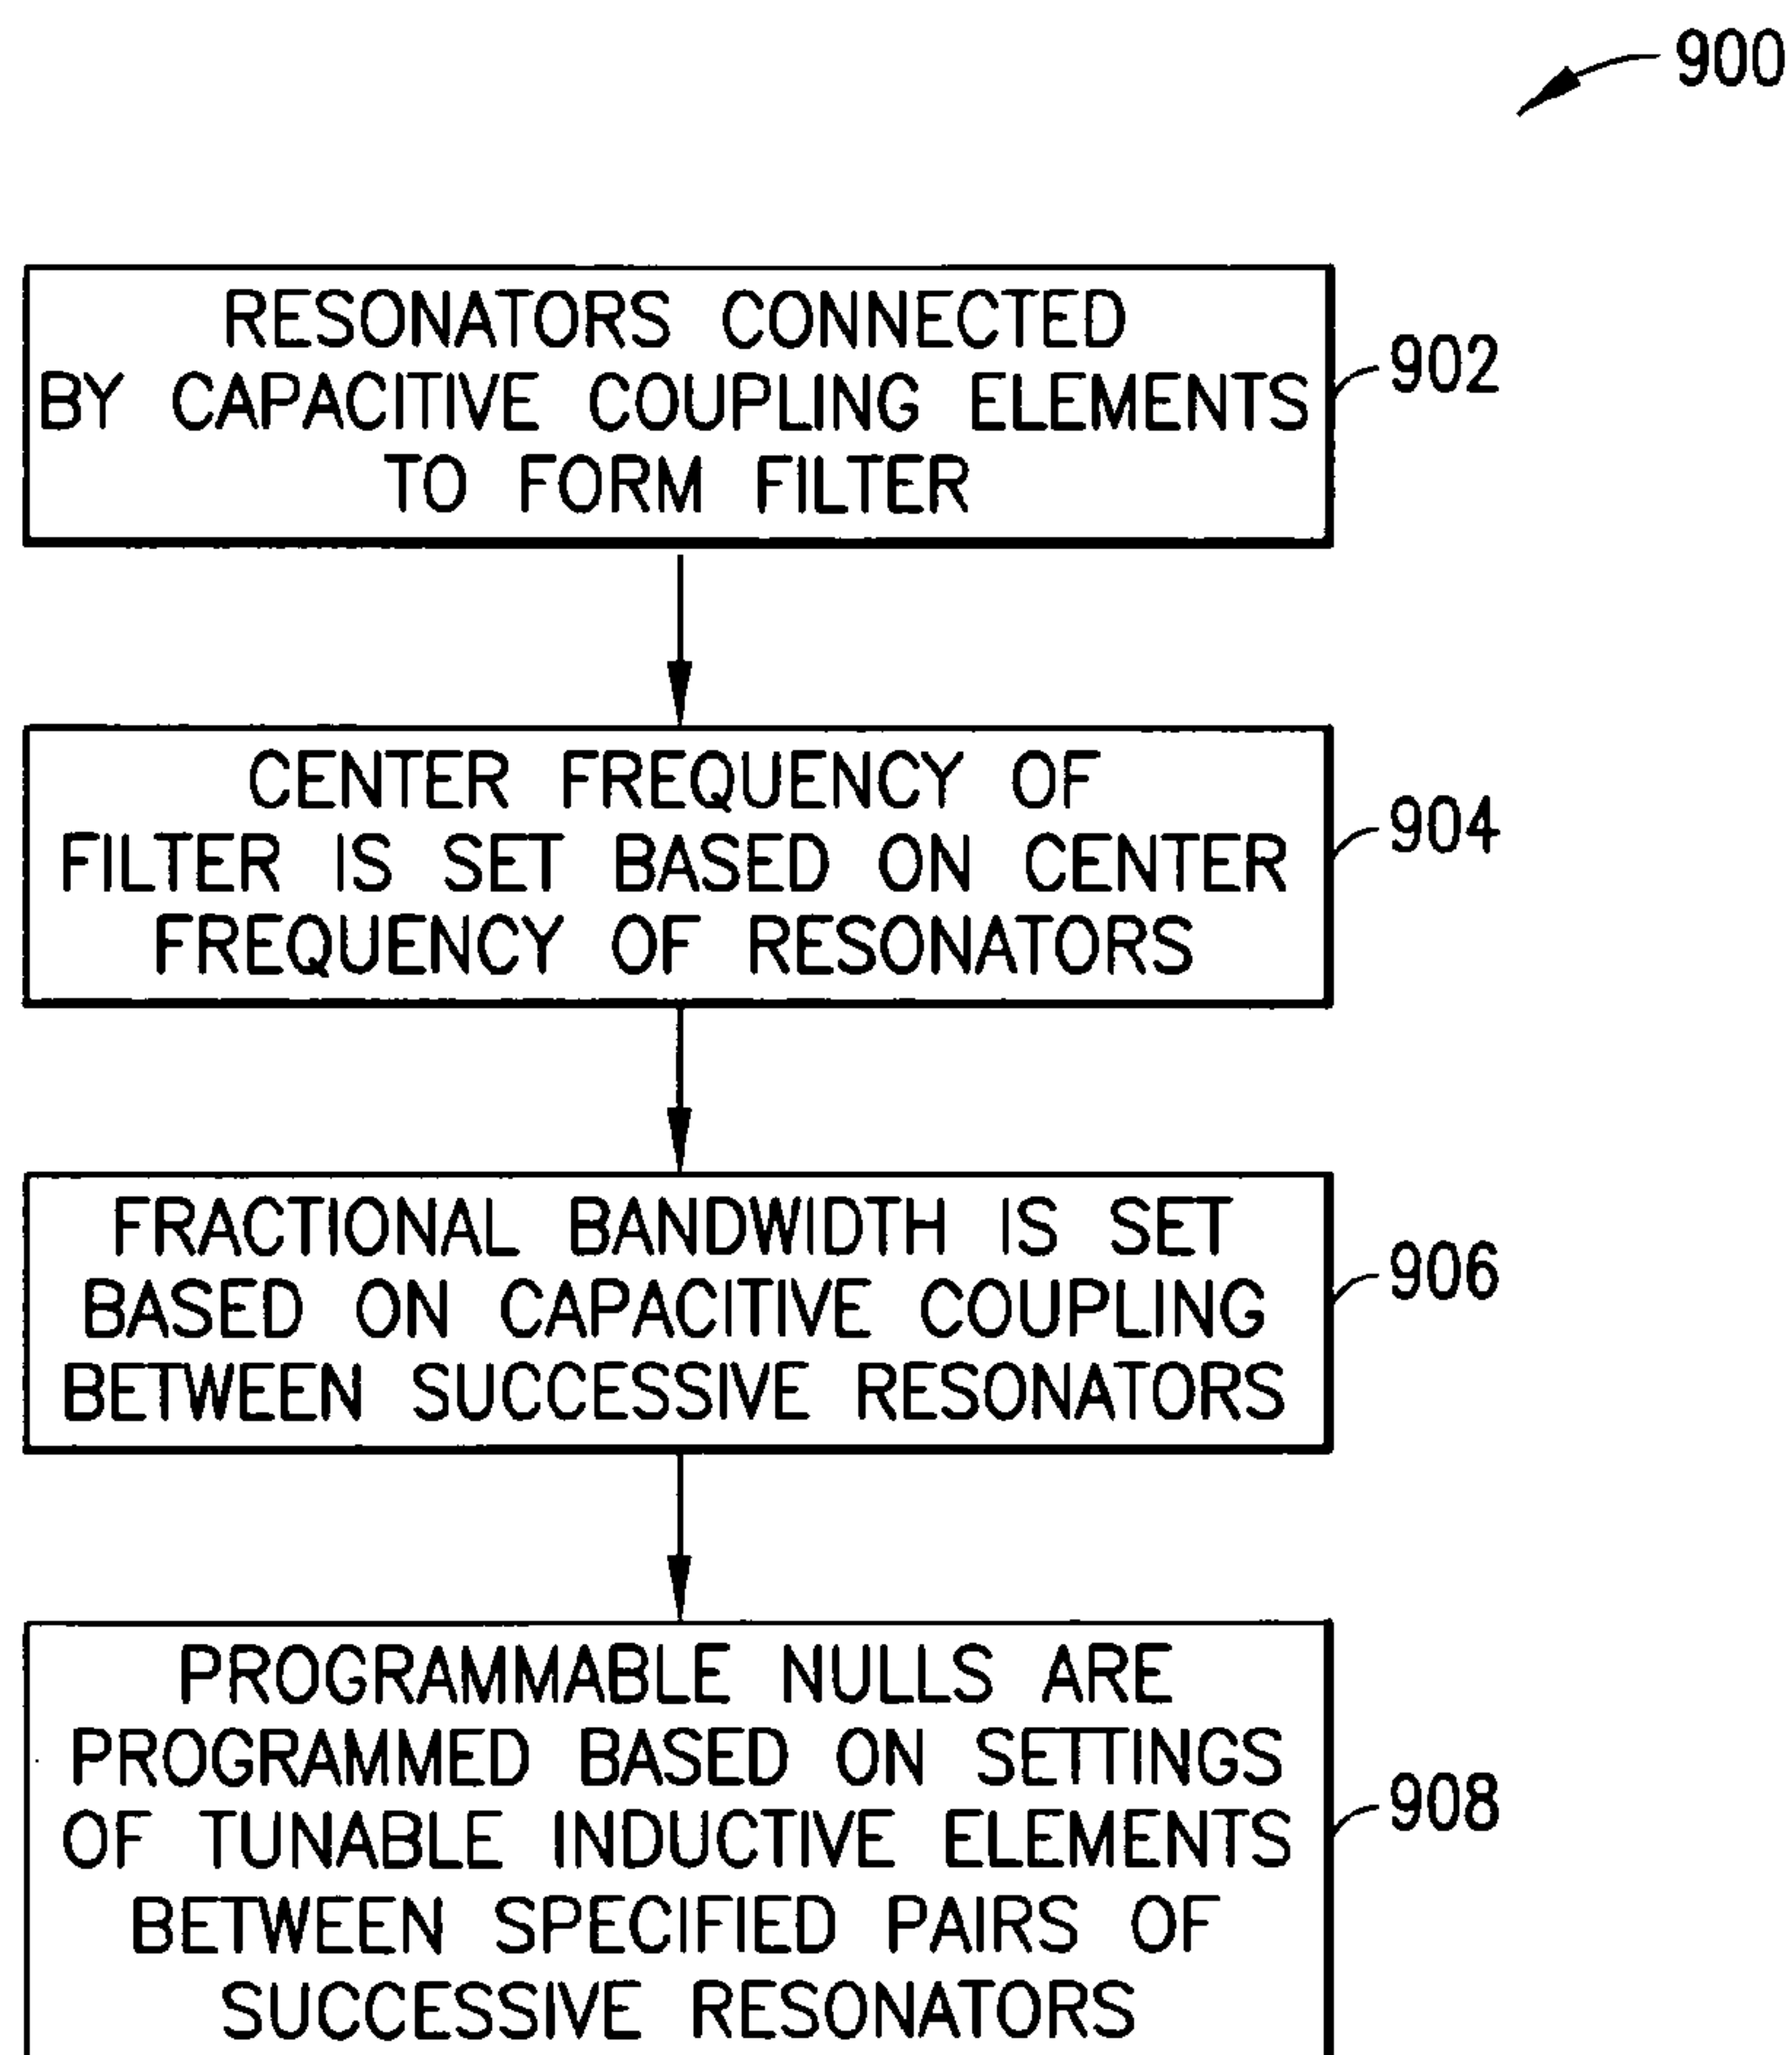 900
RESONATORS CONNECTED
BY CAPACITIVE COUPLING ELEMENTS
TO FORM FILTER
902
CENTER FREQUENCY OF
FILTER IS SET BASED ON CENTER
FREQUENCY OF RESONATORS
904
FRACTIONAL BANDWIDTH IS SET
BASED ON CAPACITIVE COUPLING
BETWEEN SUCCESSIVE RESONATORS
906
PROGRAMMABLE NULLS ARE
PROGRAMMED BASED ON SETTINGS
OF TUNABLE INDUCTIVE ELEMENTS
BETWEEN SPECIFIED PAIRS OF
SUCCESSIVE RESONATORS
908